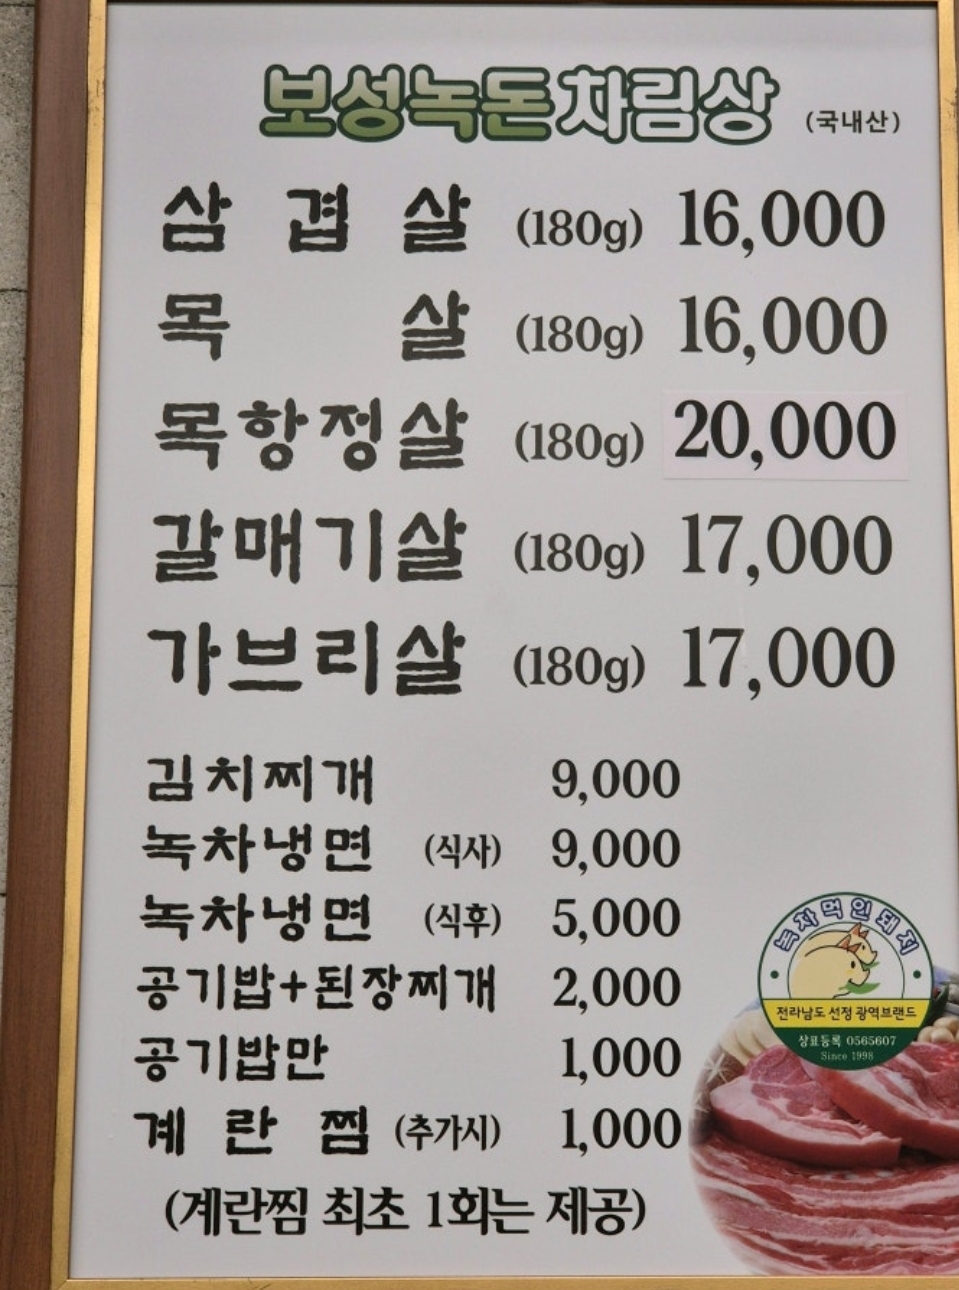 보성녹돈차림상 (국내산)
삼겹살 (180g) 16,000
목살 (180g) 16,000
목항정살 (180g) 20,000
갈매기살 (180g) 17,000
가브리살 (180g) 17,000
김치찌개 9,000
녹차냉면 (식사) 9,000
녹차냉면 (식후) 5,000
공기밥+된장찌개 2,000
공기밥만 1,000
계란찜 (추가시) 1,000
(계란찜 최초 1회는 제공)
녹차먹인돼지
전라남도 선정 광역브랜드
상표등록 0565607
Since 1998